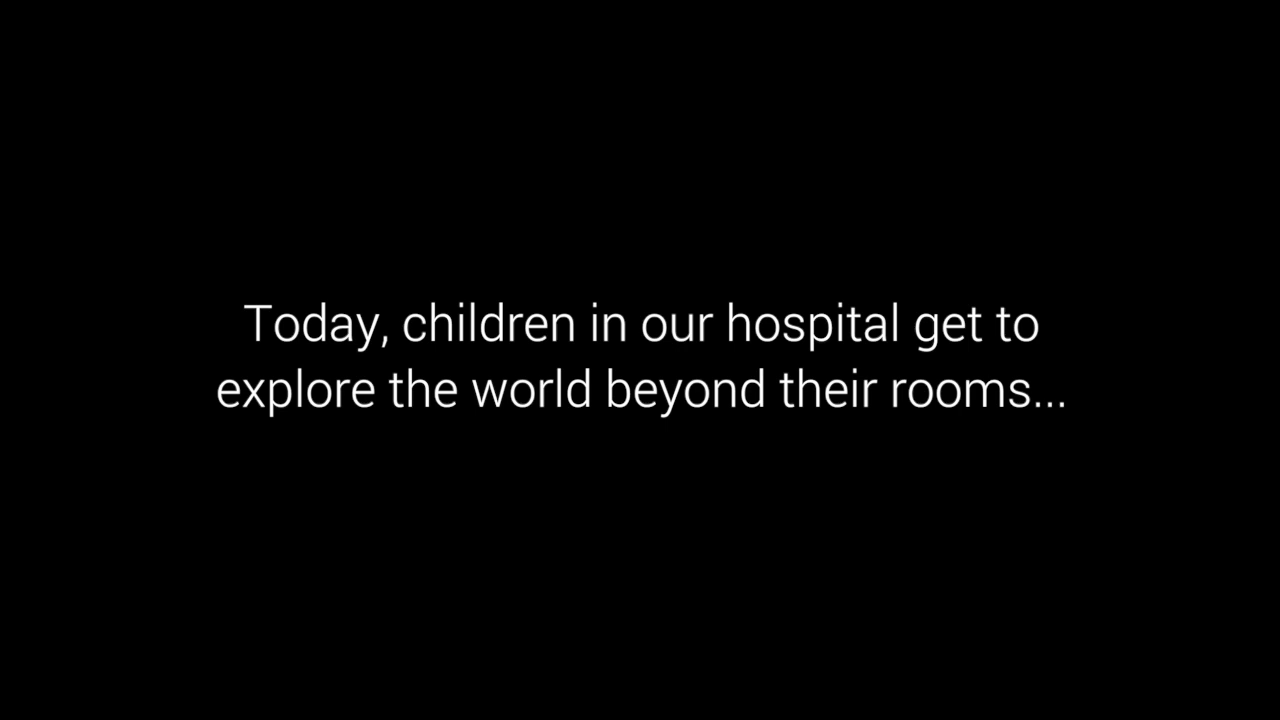 Today, children in our hospital get to
explore the world beyond their rooms...